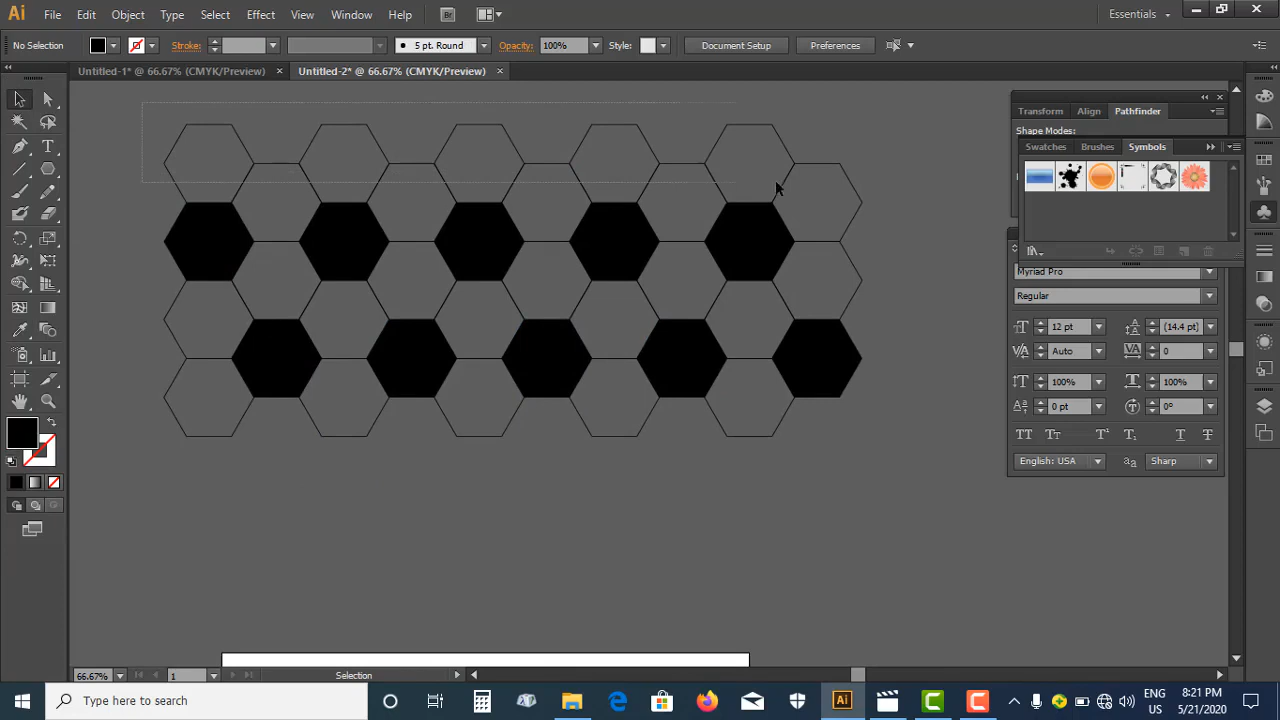 Ai File Edit Object Type Select Effect View Window Help Br Essentials
No Selection Stroke: 5 pt. Round Opacity: 100% Style: Document Setup Preferences
Untitled-1* @ 66.67% (CMYK/Preview) × Untitled-2* @ 66.67% (CMYK/Preview) ×
Transform Align Pathfinder
Shape Modes:
Swatches Brushes Symbols
Myriad Pro
Regular
12 pt (14.4 pt)
Auto 0
100% 100%
0 pt 0°
English: USA Sharp
66.67% 1 Selection
Type here to search
Ai
ENG
US
8:21 PM
5/21/2020